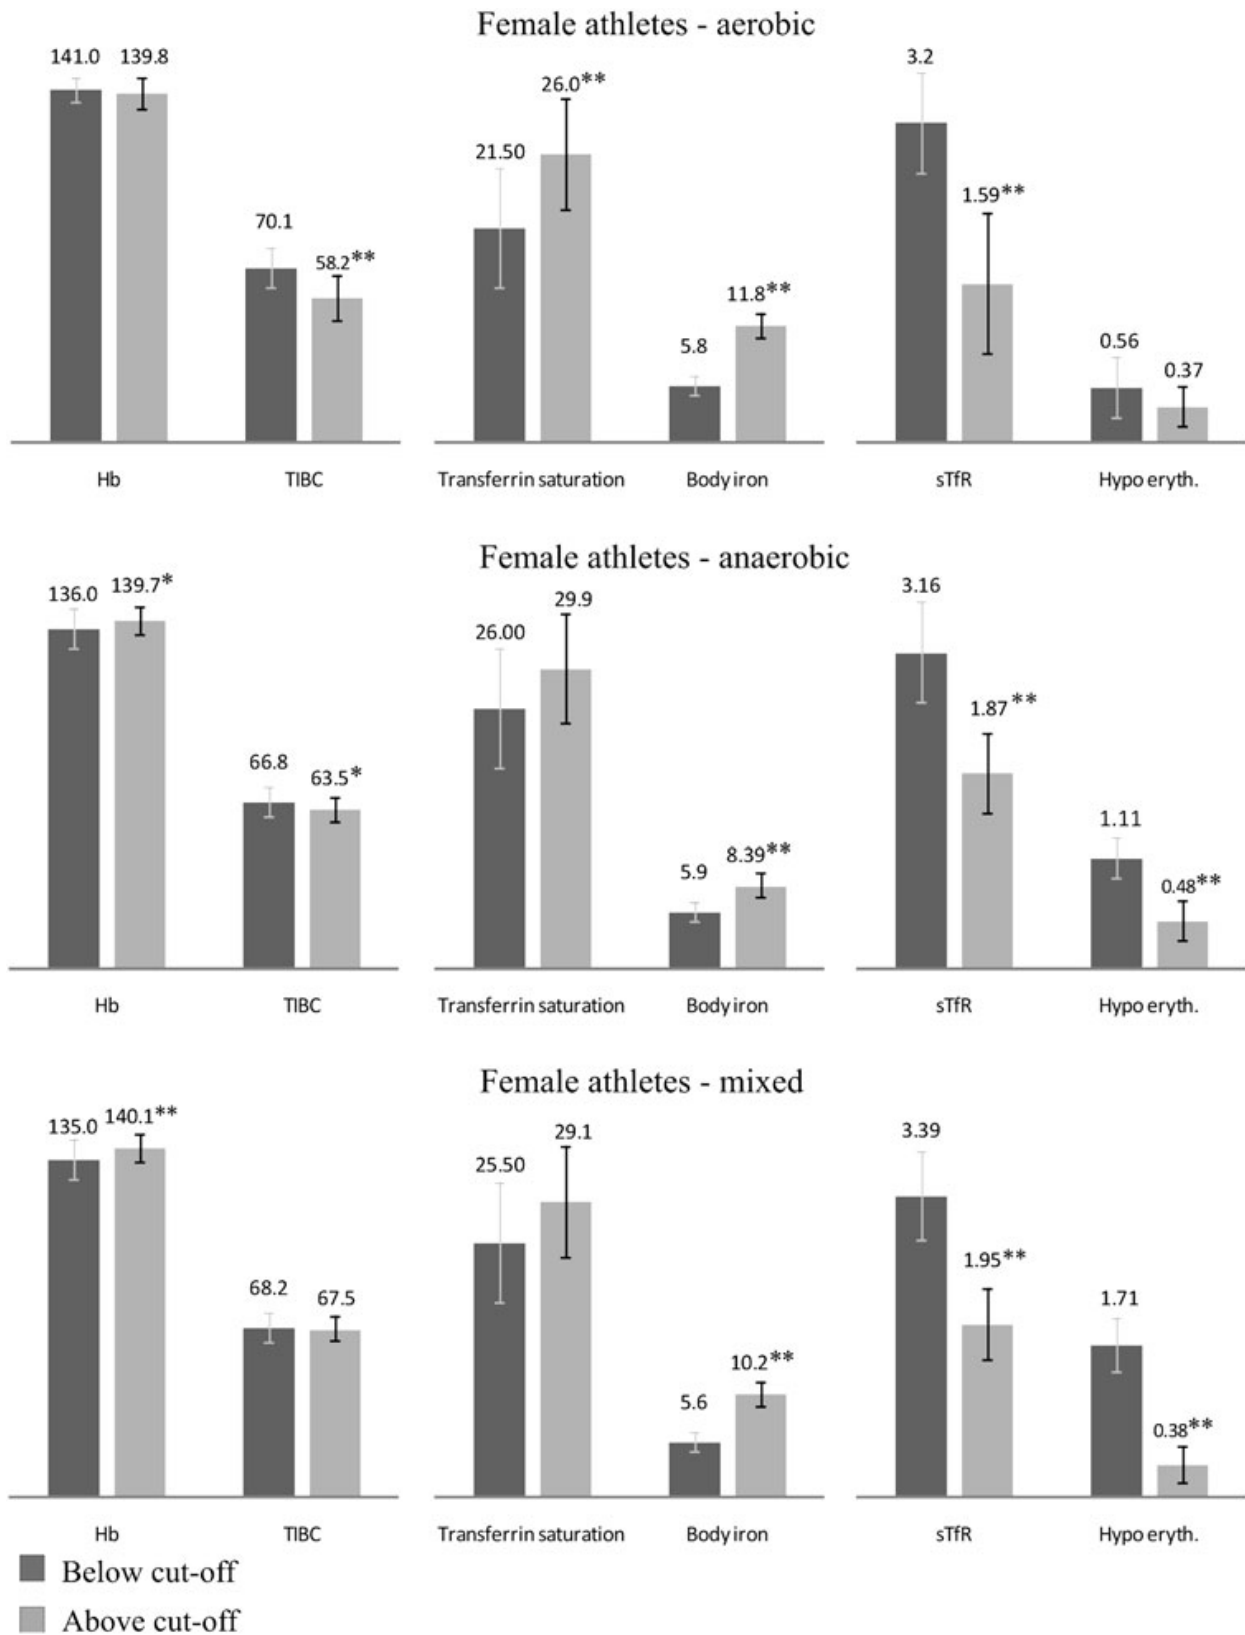 Female athletes - aerobic
141.0 139.8 70.1 58.2** 21.50 26.0** 5.8 11.8** 3.2 1.59** 0.56 0.37
Hb TIBC Transferrin saturation Body iron sTfR Hypo eryth.
Female athletes - anaerobic
136.0 139.7* 66.8 63.5* 26.00 29.9 5.9 8.39** 3.16 1.87** 1.11 0.48**
Hb TIBC Transferrin saturation Body iron sTfR Hypo eryth.
Female athletes - mixed
135.0 140.1** 68.2 67.5 25.50 29.1 5.6 10.2** 3.39 1.95** 1.71 0.38**
Hb TIBC Transferrin saturation Body iron sTfR Hypo eryth.
Below cut-off
Above cut-off